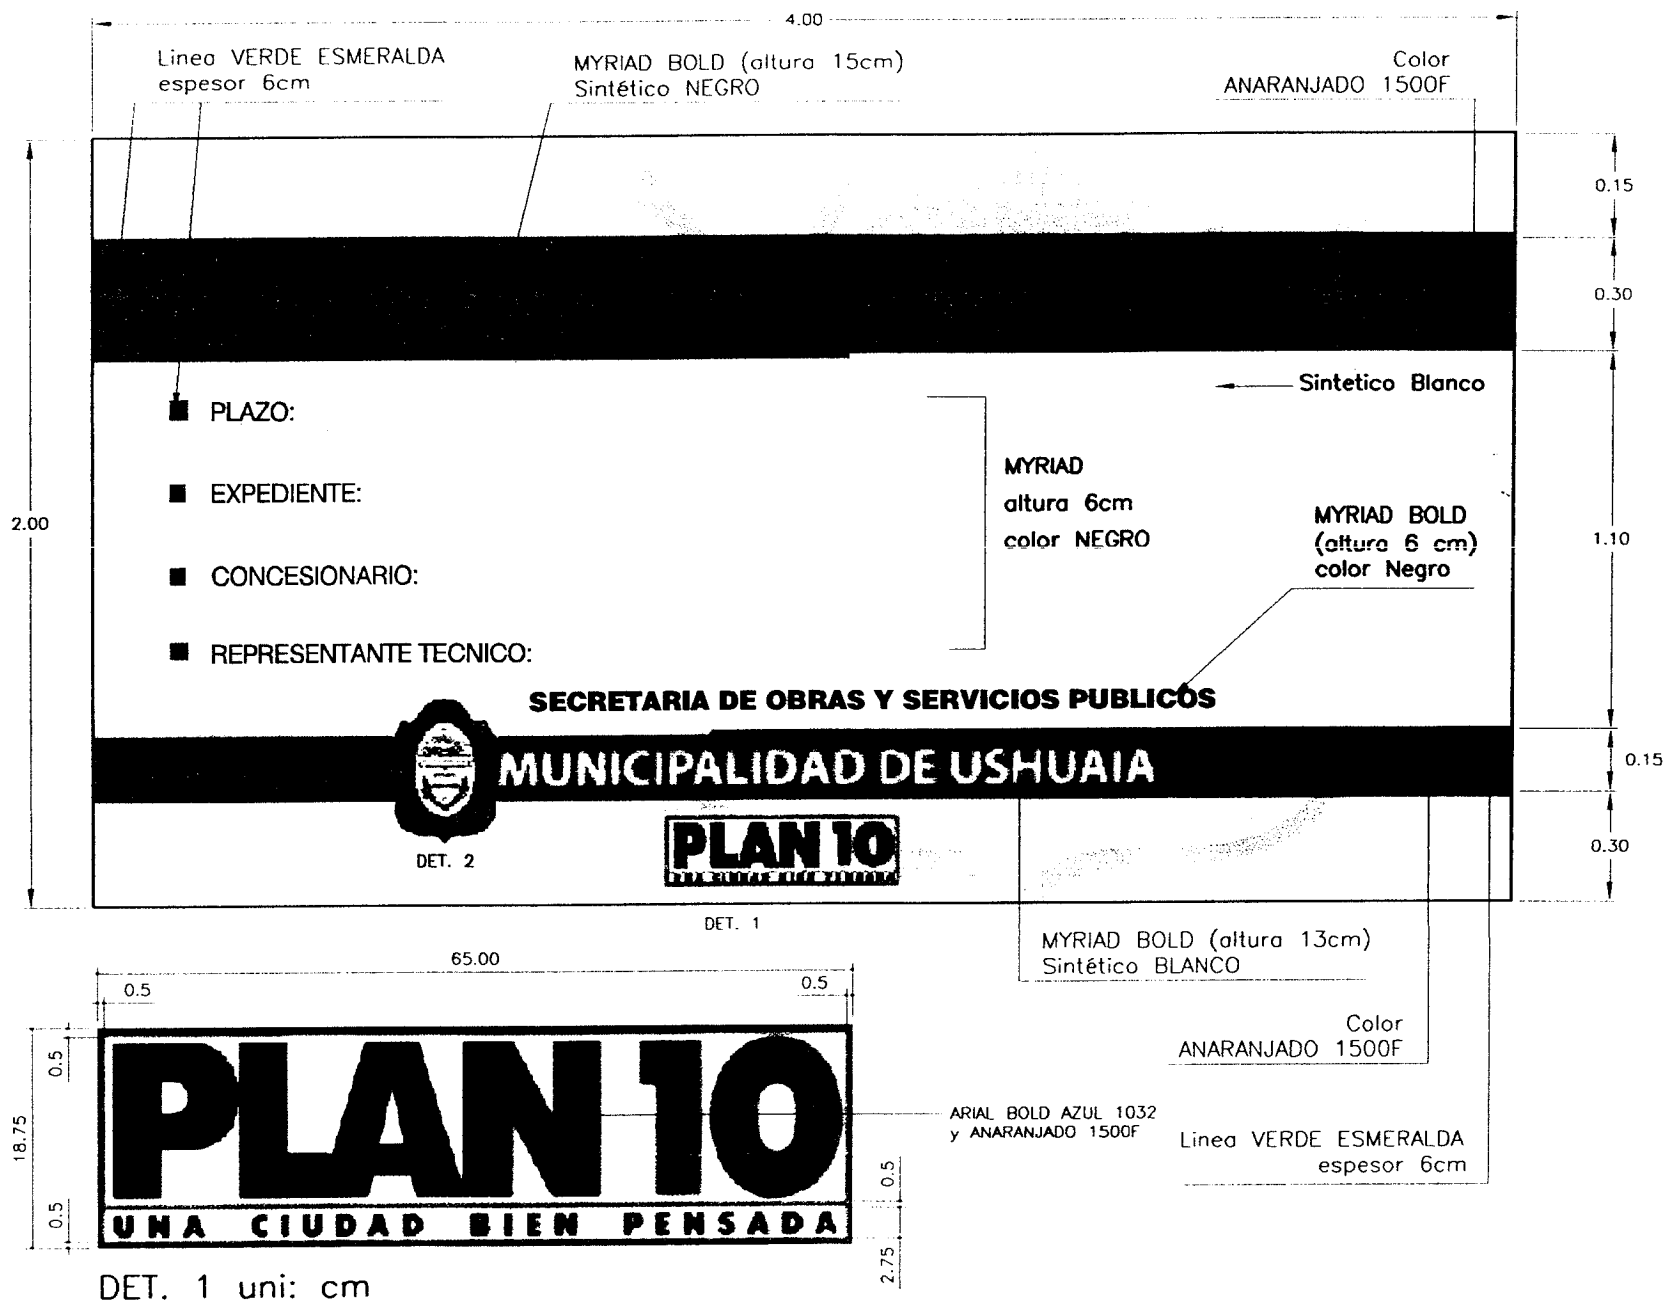 4.00
Linea VERDE ESMERALDA
espesor 6cm
MYRIAD BOLD (altura 15cm)
Sintético NEGRO
Color
ANARANJADO 1500F
0.15
0.30
Sintetico Blanco
PLAZO:
EXPEDIENTE:
CONCESIONARIO:
REPRESENTANTE TECNICO:
MYRIAD
altura 6cm
color NEGRO
MYRIAD BOLD
(altura 6 cm)
color Negro
2.00
1.10
SECRETARIA DE OBRAS Y SERVICIOS PUBLICOS
MUNICIPALIDAD DE USHUAIA
0.15
PLAN 10
UNA CIUDAD BIEN PENSADA
0.30
DET. 2
DET. 1
MYRIAD BOLD (altura 13cm)
Sintético BLANCO
Color
ANARANJADO 1500F
Linea VERDE ESMERALDA
espesor 6cm
65.00
0.5
0.5
0.5
18.75
0.5
PLAN 10
UNA CIUDAD BIEN PENSADA
ARIAL BOLD AZUL 1032
y ANARANJADO 1500F
0.5
2.75
DET. 1 uni: cm